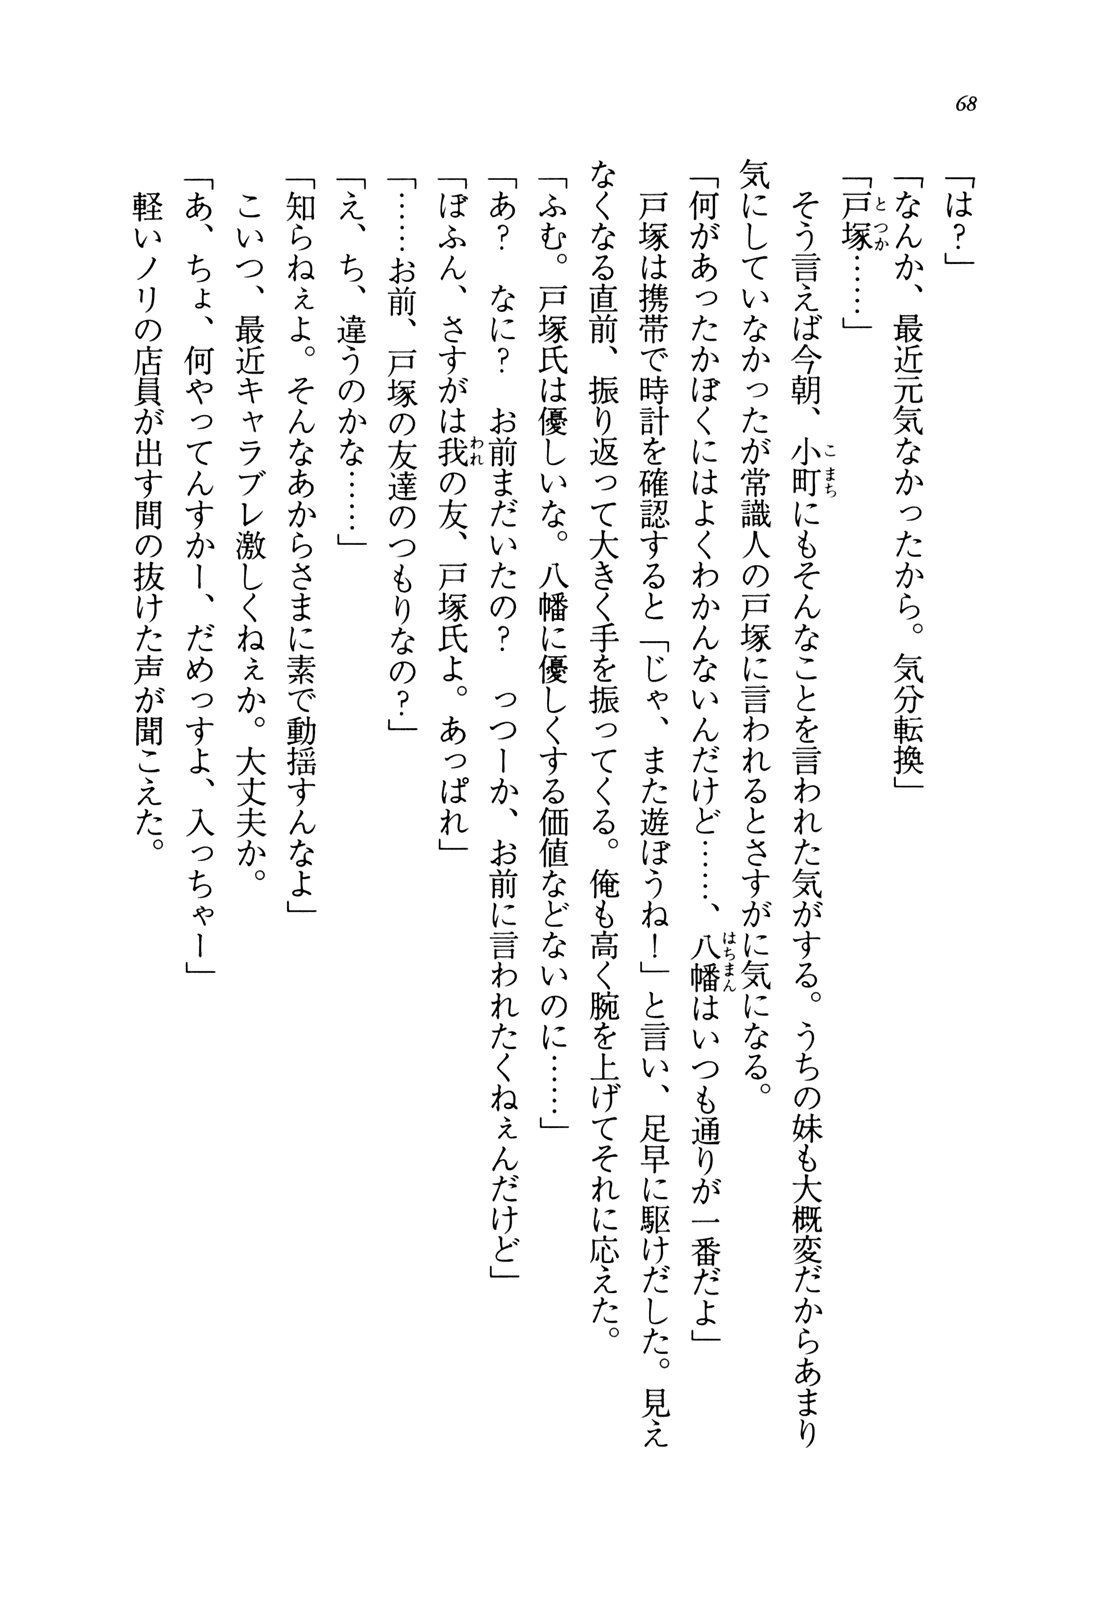 68
「は？」
「なんか、最近元気なかったから。気分転換」
「戸塚……」
そう言えば今朝、小町にもそんなことを言われた気がする。うちの妹も大概変だからあまり
気にしていなかったが常識人の戸塚に言われるとさすがに気になる。
「何があったかぼくにはよくわかんないんだけど……、八幡はいつも通りが一番だよ」
戸塚は携帯で時計を確認すると「じゃ、また遊ぼうね！」と言い、足早に駆けだした。見え
なくなる直前、振り返って大きく手を振ってくる。俺も高く腕を上げてそれに応えた。
「ふむ。戸塚氏は優しいな。八幡に優しくする価値などないのに……」
「あ？　なに？　お前まだいたの？　っつーか、お前に言われたくねぇんだけど」
「ぼふん、さすがは我の友、戸塚氏よ。あっぱれ」
「……お前、戸塚の友達のつもりなの？」
「え、ち、違うのかな……」
「知らねぇよ。そんなあからさまに素で動揺すんなよ」
こいつ、最近キャラブレ激しくねぇか。大丈夫か。
「あ、ちょ、何やってんすかー、だめっすよ、入っちゃー」
軽いノリの店員が出す間の抜けた声が聞こえた。